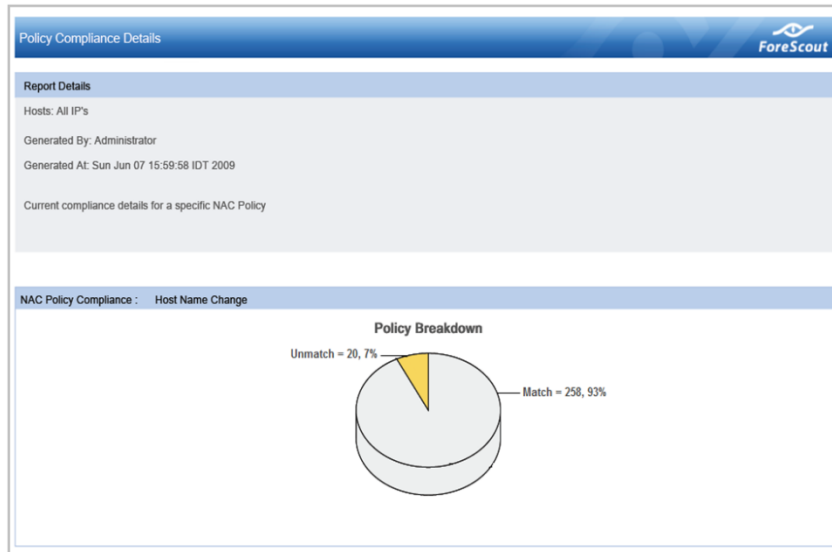 Policy Compliance Details
ForeScout
Report Details
Hosts: All IP's
Generated By: Administrator
Generated At: Sun Jun 07 15:59:58 IDT 2009
Current compliance details for a specific NAC Policy
NAC Policy Compliance : Host Name Change
Policy Breakdown
Unmatch = 20, 7%
Match = 258, 93%